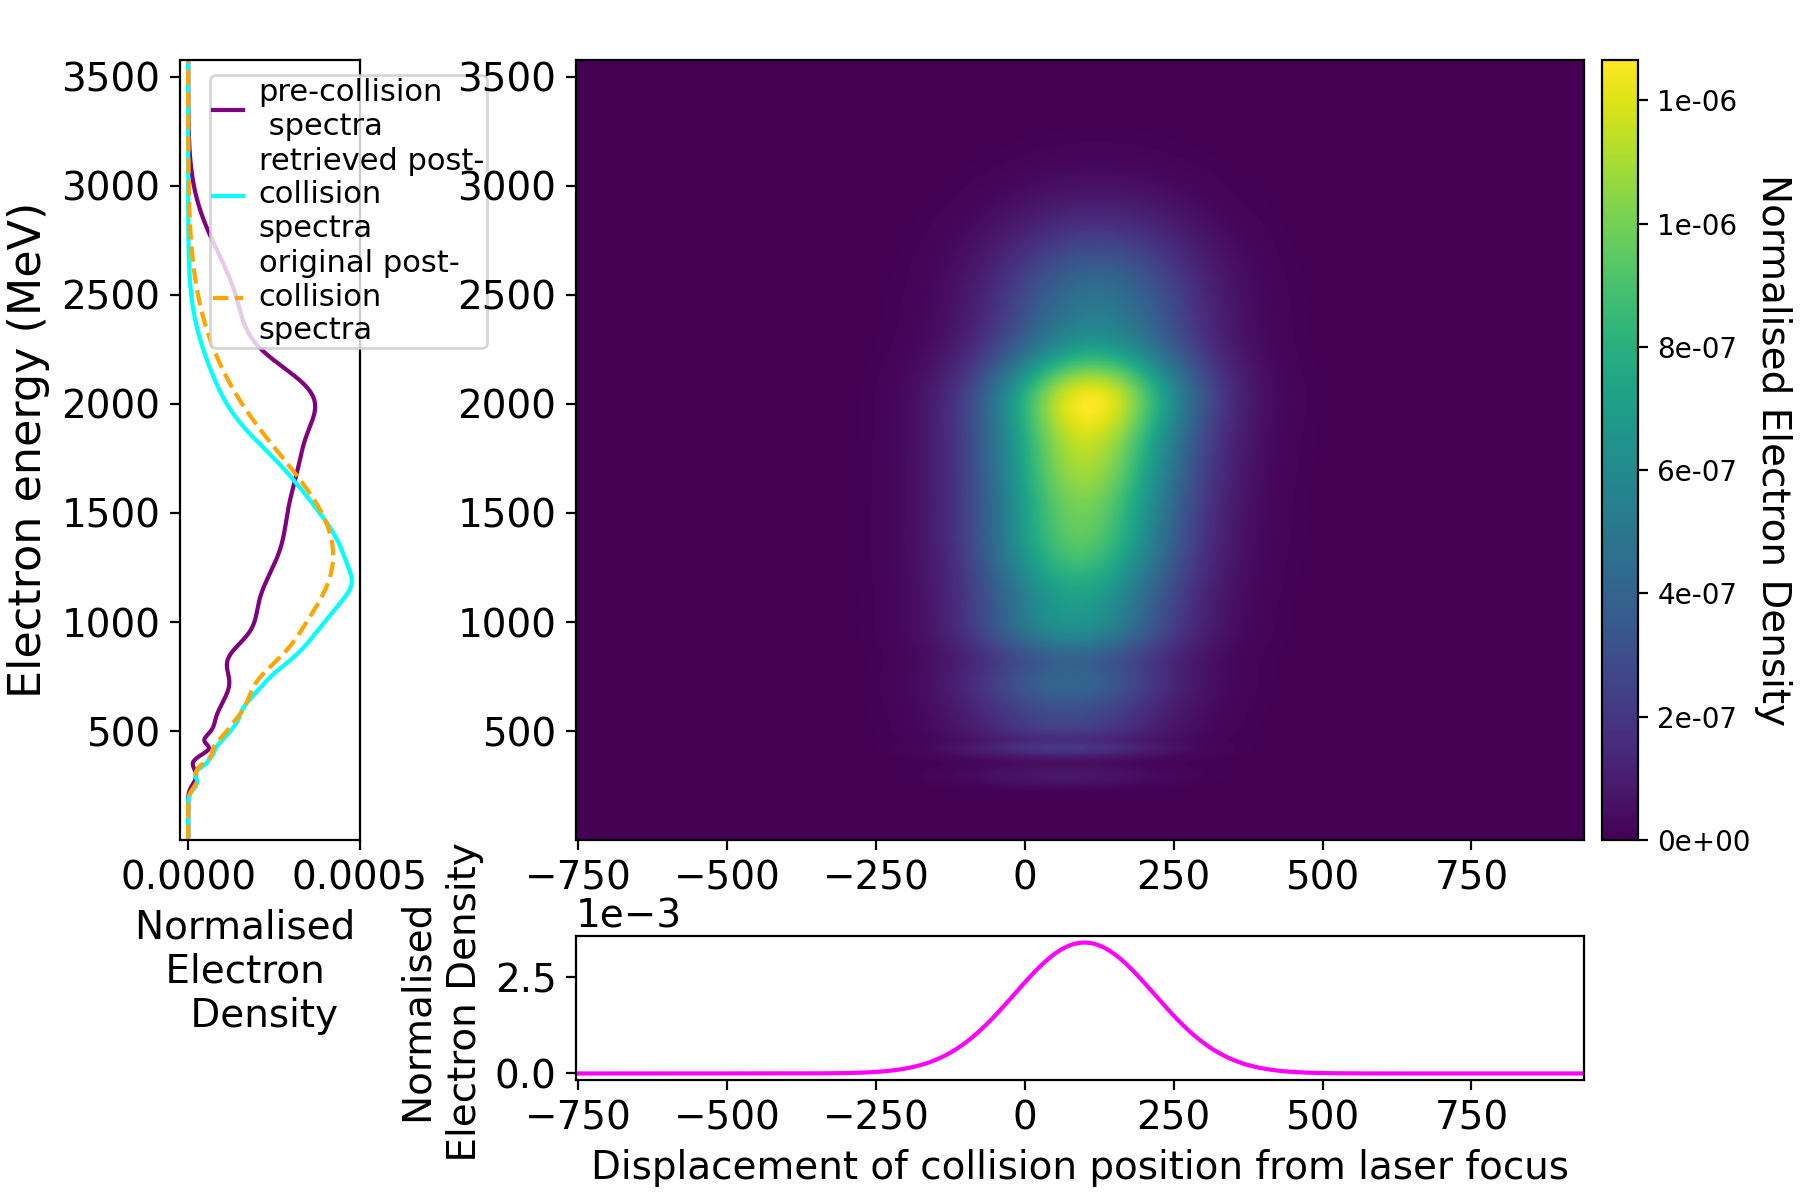 Electron energy (MeV)
3500
3000
2500
2000
1500
1000
500
pre-collision
spectra
retrieved post-
collision
spectra
original post-
collision
spectra
0.0000
0.0005
Normalised
Electron
Density
3500
3000
2500
2000
1500
1000
500
−750
−500
−250
0
250
500
750
1e-06
1e-06
8e-07
6e-07
4e-07
2e-07
0e+00
Normalised Electron Density
Normalised
Electron Density
1e−3
2.5
0.0
−750
−500
−250
0
250
500
750
Displacement of collision position from laser focus